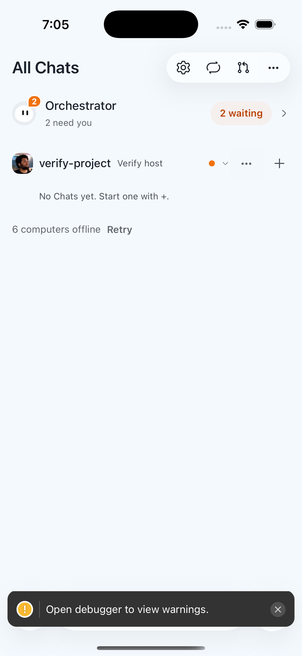 7:05
All Chats
2
Orchestrator
2 need you
2 waiting
verify-project Verify host
No Chats yet. Start one with +.
6 computers offline Retry
Open debugger to view warnings.